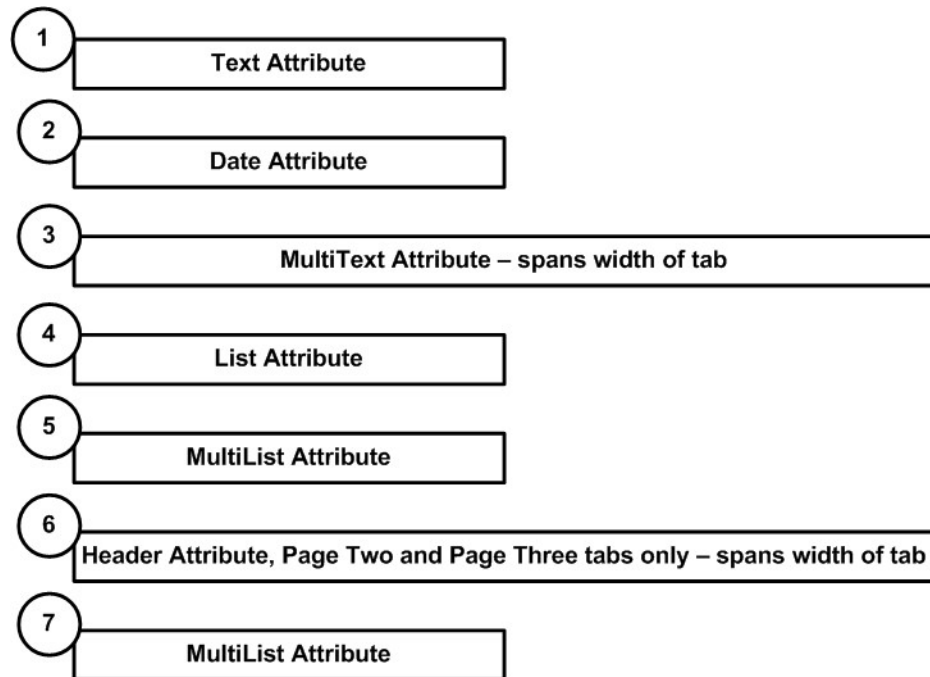 1
Text Attribute
2
Date Attribute
3
MultiText Attribute – spans width of tab
4
List Attribute
5
MultiList Attribute
6
Header Attribute, Page Two and Page Three tabs only – spans width of tab
7
MultiList Attribute